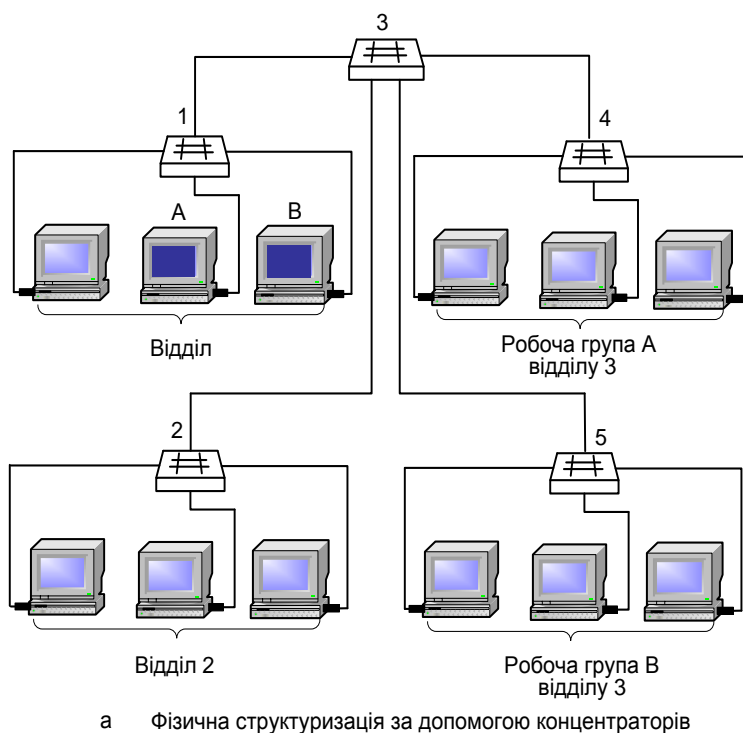 3
1
4
A
B
Відділ
Робоча група А
відділу 3
2
5
Відділ 2
Робоча група В
відділу 3
а Фізична структуризація за допомогою концентраторів